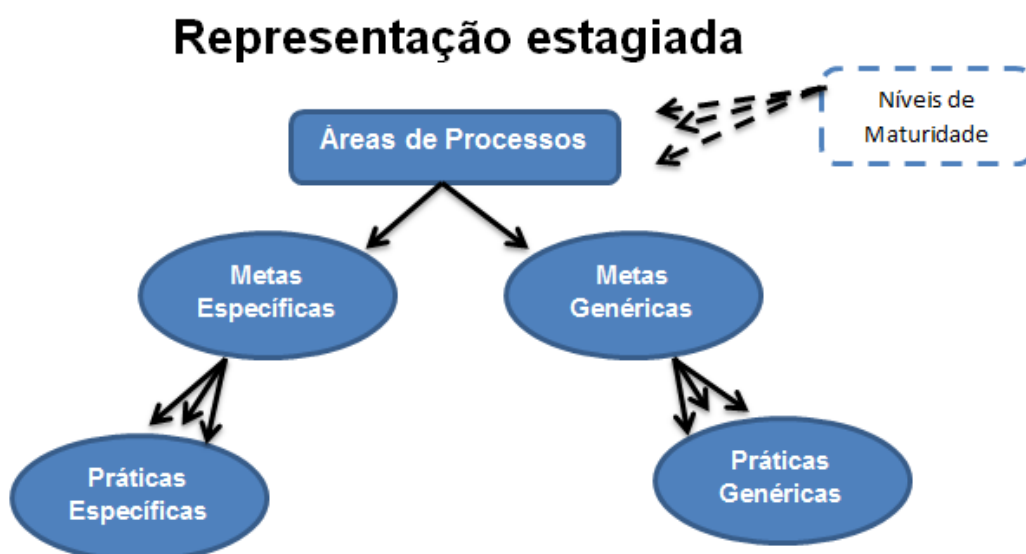 Representação estagiada
Níveis de
Maturidade
Áreas de Processos
Metas
Específicas
Metas
Genéricas
Práticas
Específicas
Práticas
Genéricas